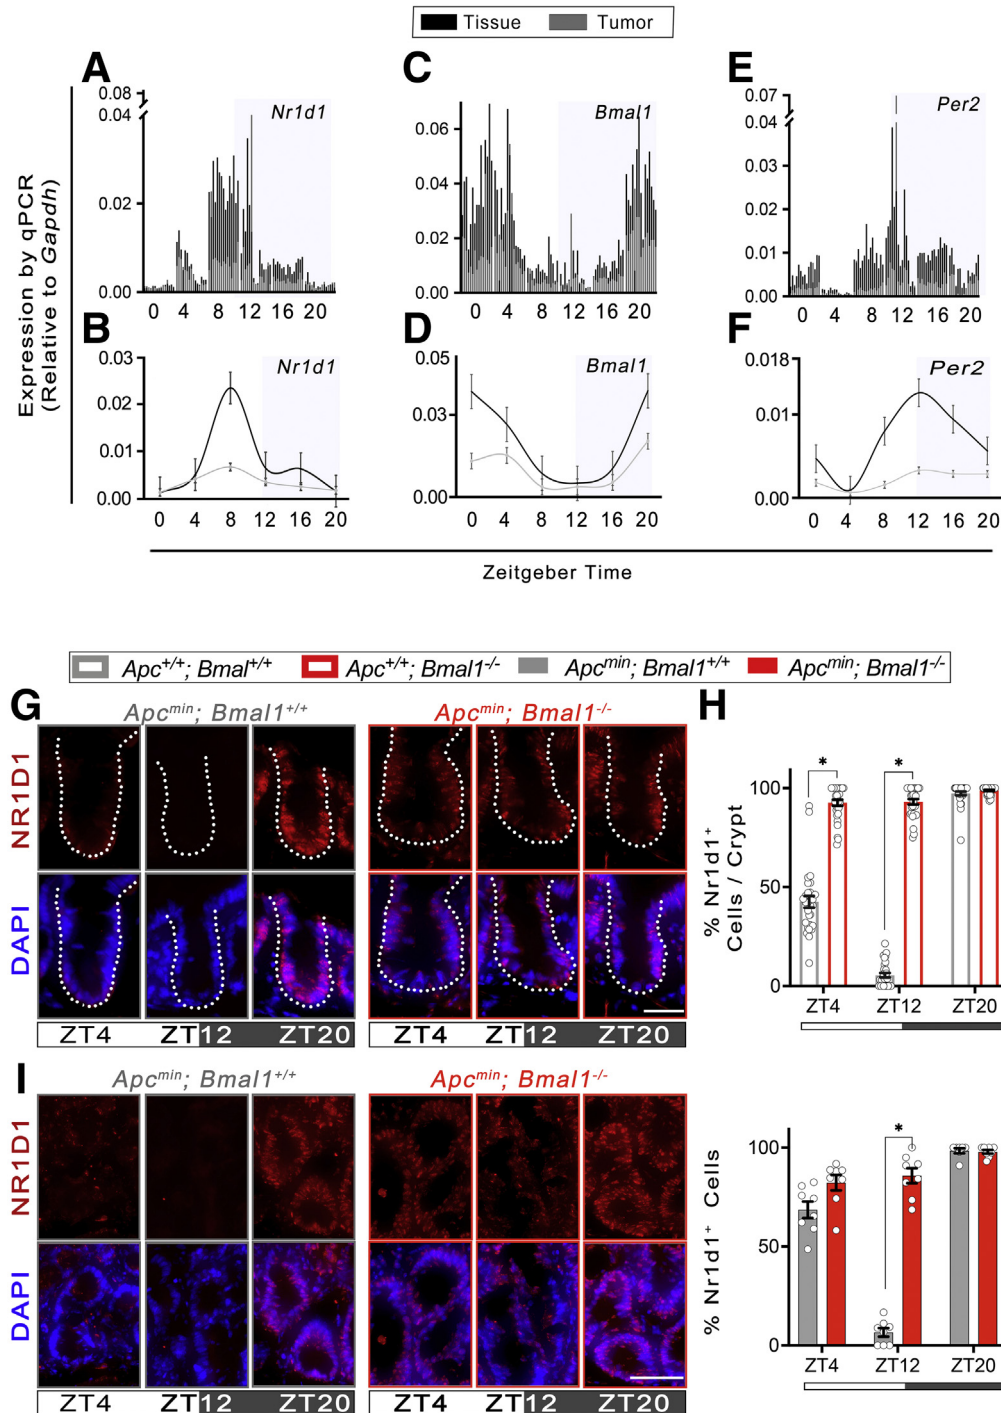 Tissue Tumor
A
C
E
Expression by qPCR
(Relative to Gapdh)
0.08
0.04
0.02
0.00
Nr1d1
0 4 8 12 16 20
0.06
0.04
0.02
0.00
Bmal1
0 4 8 12 16 20
0.07
0.04
0.03
0.02
0.01
0.00
Per2
0 4 8 12 16 20
B
D
F
0.03
0.02
0.01
0.00
Nr1d1
0 4 8 12 16 20
0.05
0.03
0.00
Bmal1
0 4 8 12 16 20
0.018
0.01
0.00
Per2
0 4 8 12 16 20
Zeitgeber Time
Apc+/+; Bmal+/+ Apc+/+; Bmal1-/- Apcmin; Bmal1+/+ Apcmin; Bmal1-/-
G
Apcmin; Bmal1+/+
Apcmin; Bmal1-/-
NR1D1
DAPI
ZT4 ZT12 ZT20
ZT4 ZT12 ZT20
H
% Nr1d1+
Cells / Crypt
100
50
0
* *
ZT4 ZT12 ZT20
I
Apcmin; Bmal1+/+
Apcmin; Bmal1-/-
NR1D1
DAPI
ZT4 ZT12 ZT20
ZT4 ZT12 ZT20
% Nr1d1+ Cells
100
50
0
*
ZT4 ZT12 ZT20